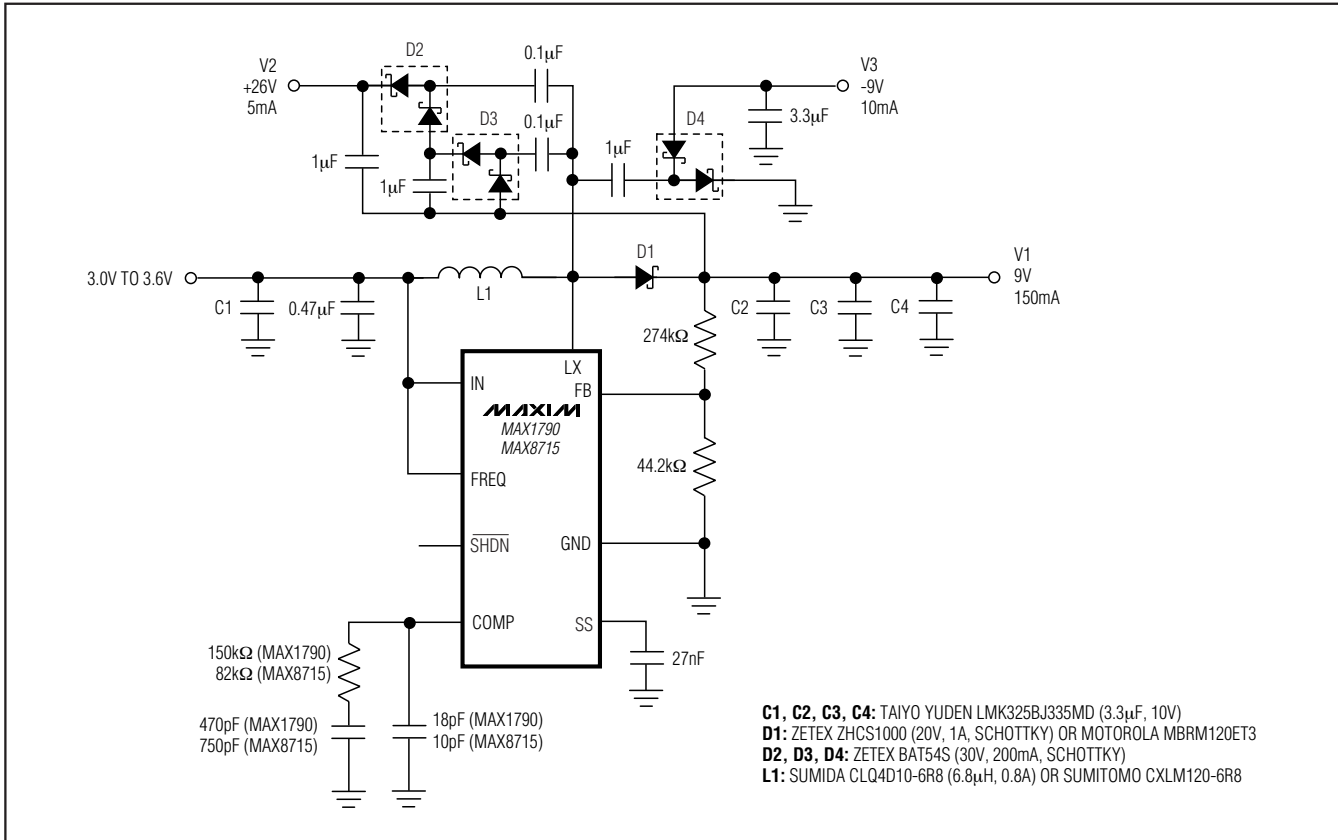 D2
0.1μF
V2
+26V
5mA
V3
-9V
10mA
D3
0.1μF
D4
3.3μF
1μF
1μF
1μF
3.0V TO 3.6V
C1
0.47μF
L1
D1
V1
9V
150mA
C2
C3
C4
274kΩ
LX
IN
FB
MAXIM
MAX1790
MAX8715
44.2kΩ
FREQ
SHDN
GND
COMP
SS
27nF
150kΩ (MAX1790)
82kΩ (MAX8715)
470pF (MAX1790)
750pF (MAX8715)
18pF (MAX1790)
10pF (MAX8715)
C1, C2, C3, C4: TAIYO YUDEN LMK325BJ335MD (3.3μF, 10V)
D1: ZETEX ZHCS1000 (20V, 1A, SCHOTTKY) OR MOTOROLA MBRM120ET3
D2, D3, D4: ZETEX BAT54S (30V, 200mA, SCHOTTKY)
L1: SUMIDA CLQ4D10-6R8 (6.8μH, 0.8A) OR SUMITOMO CXLM120-6R8